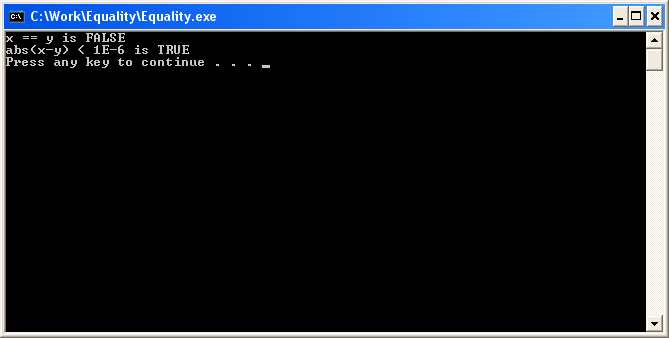 C:\Work\Equality\Equality.exe
x == y is FALSE
abs(x-y) < 1E-6 is TRUE
Press any key to continue . . . _